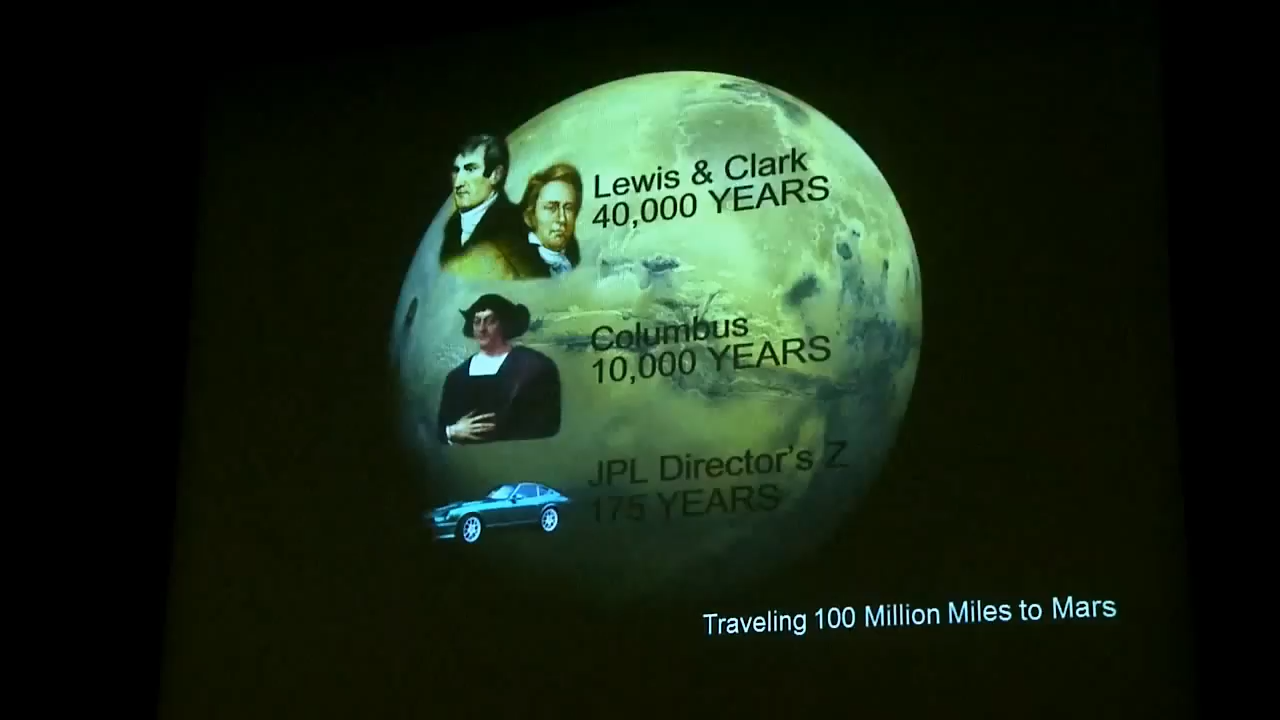 Lewis & Clark
40,000 YEARS
Columbus
10,000 YEARS
JPL Director's Z
175 YEARS
Traveling 100 Million Miles to Mars